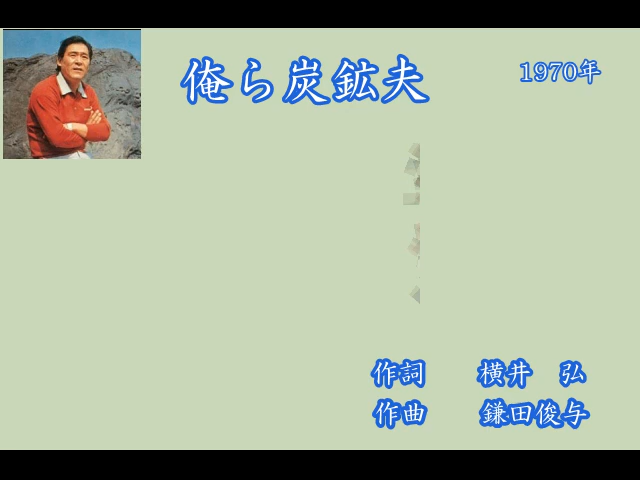 俺ら炭鉱夫
1970年
作詞 横井 弘
作曲 鎌田俊与